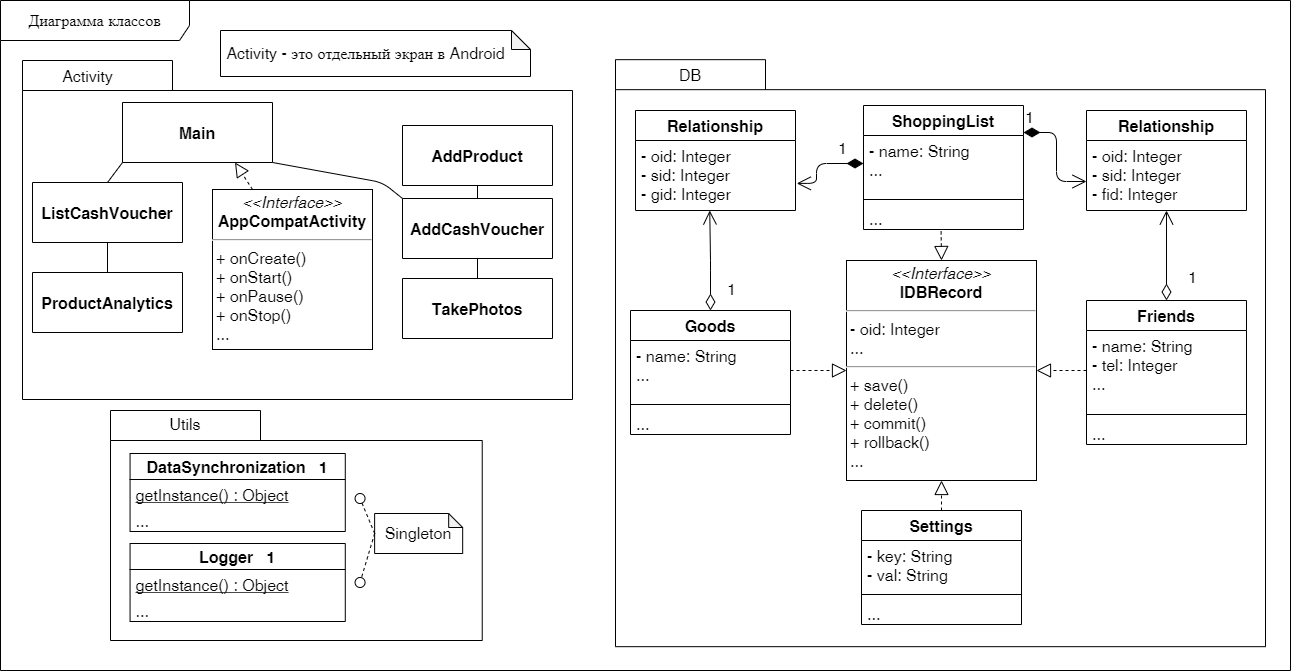 Диаграмма классов
Activity - это отдельный экран в Android
Activity
Main
ListCashVoucher
ProductAnalytics
<<Interface>>
AppCompatActivity
+ onCreate()
+ onStart()
+ onPause()
+ onStop()
...
AddProduct
AddCashVoucher
TakePhotos
Utils
DataSynchronization 1
getInstance() : Object
...
Logger 1
getInstance() : Object
...
Singleton
DB
Relationship
- oid: Integer
- sid: Integer
- gid: Integer
1
ShoppingList
- name: String
...
...
1
Relationship
- oid: Integer
- sid: Integer
- fid: Integer
1
Goods
- name: String
...
...
<<Interface>>
IDBRecord
- oid: Integer
...
+ save()
+ delete()
+ commit()
+ rollback()
...
1
Friends
- name: String
- tel: Integer
...
...
Settings
- key: String
- val: String
...